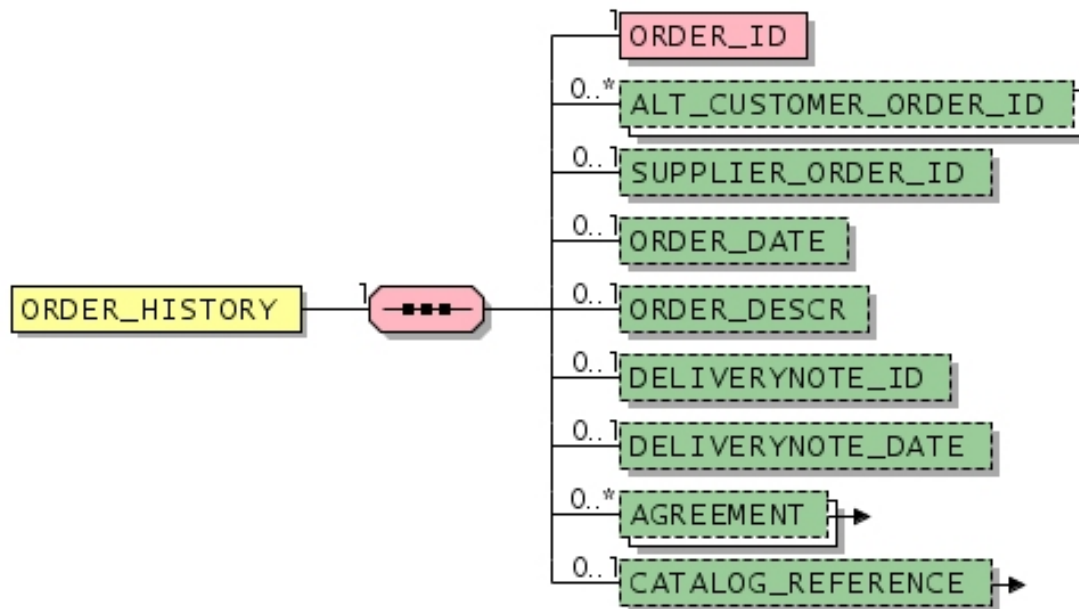 1
ORDER_ID
0..*
ALT_CUSTOMER_ORDER_ID
0..1
SUPPLIER_ORDER_ID
0..1
ORDER_DATE
ORDER_HISTORY
1
0..1
ORDER_DESCR
0..1
DELIVERYNOTE_ID
0..1
DELIVERYNOTE_DATE
0..*
AGREEMENT
0..1
CATALOG_REFERENCE